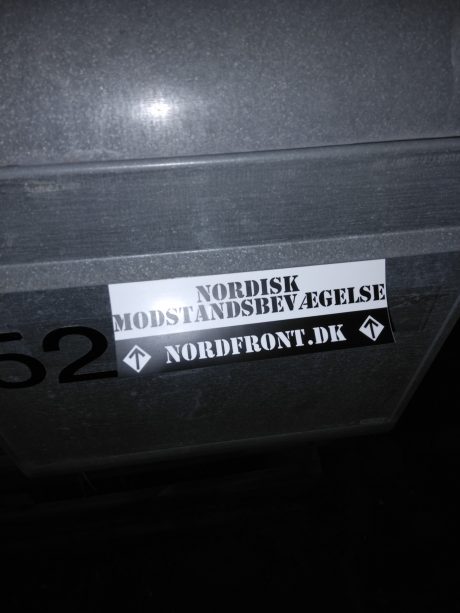 NORDISK
MODSTANDSBEVÆGELSE
NORDFRONT.DK
52